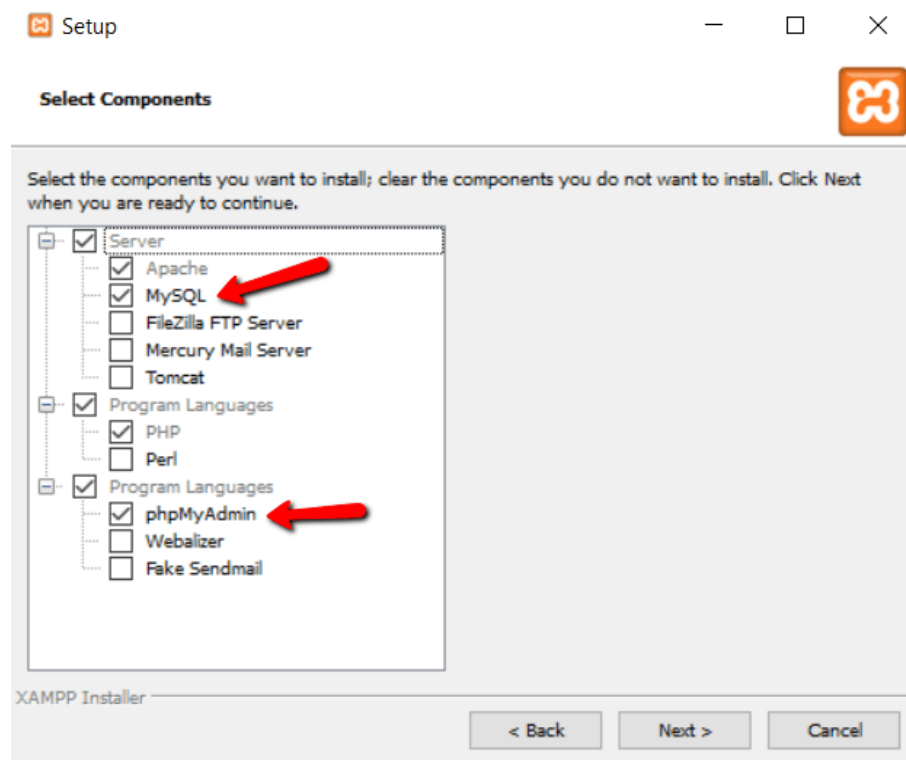 Setup
Select Components
Select the components you want to install; clear the components you do not want to install. Click Next
when you are ready to continue.
Server
Apache
MySQL
FileZilla FTP Server
Mercury Mail Server
Tomcat
Program Languages
PHP
Perl
Program Languages
phpMyAdmin
Webalizer
Fake Sendmail
XAMPP Installer
< Back Next > Cancel